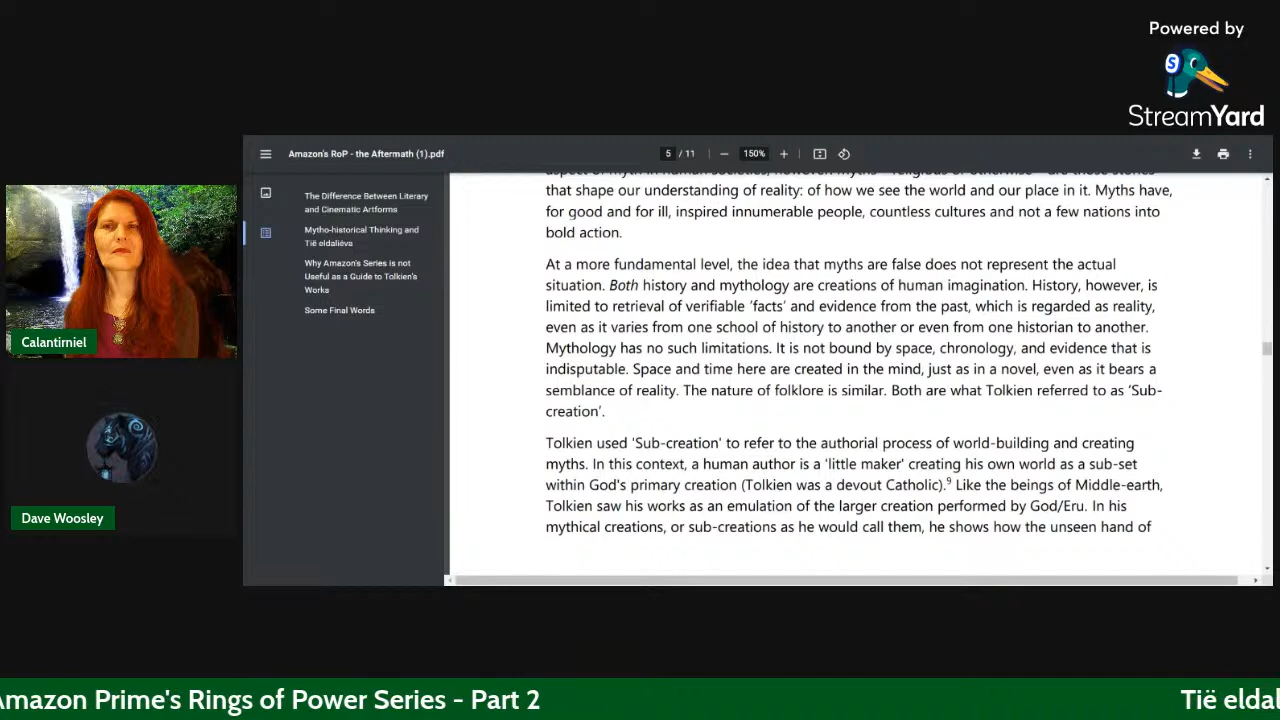 Powered by
StreamYard
Amazon's RoP - the Aftermath (1).pdf
5 / 11
150%
The Difference Between Literary
and Cinematic Artforms
Mytho-historical Thinking and
Tië eldaliéva
Why Amazon's Series is not
Useful as a Guide to Tolkien's
Works
Some Final Words
that shape our understanding of reality: of how we see the world and our place in it. Myths have,
for good and for ill, inspired innumerable people, countless cultures and not a few nations into
bold action.
At a more fundamental level, the idea that myths are false does not represent the actual
situation. Both history and mythology are creations of human imagination. History, however, is
limited to retrieval of verifiable ‘facts’ and evidence from the past, which is regarded as reality,
even as it varies from one school of history to another or even from one historian to another.
Mythology has no such limitations. It is not bound by space, chronology, and evidence that is
indisputable. Space and time here are created in the mind, just as in a novel, even as it bears a
semblance of reality. The nature of folklore is similar. Both are what Tolkien referred to as ‘Sub-
creation’.
Tolkien used 'Sub-creation' to refer to the authorial process of world-building and creating
myths. In this context, a human author is a 'little maker' creating his own world as a sub-set
within God's primary creation (Tolkien was a devout Catholic).⁹ Like the beings of Middle-earth,
Tolkien saw his works as an emulation of the larger creation performed by God/Eru. In his
mythical creations, or sub-creations as he would call them, he shows how the unseen hand of
Calantirniel
Dave Woosley
Amazon Prime's Rings of Power Series - Part 2
Tië eldal